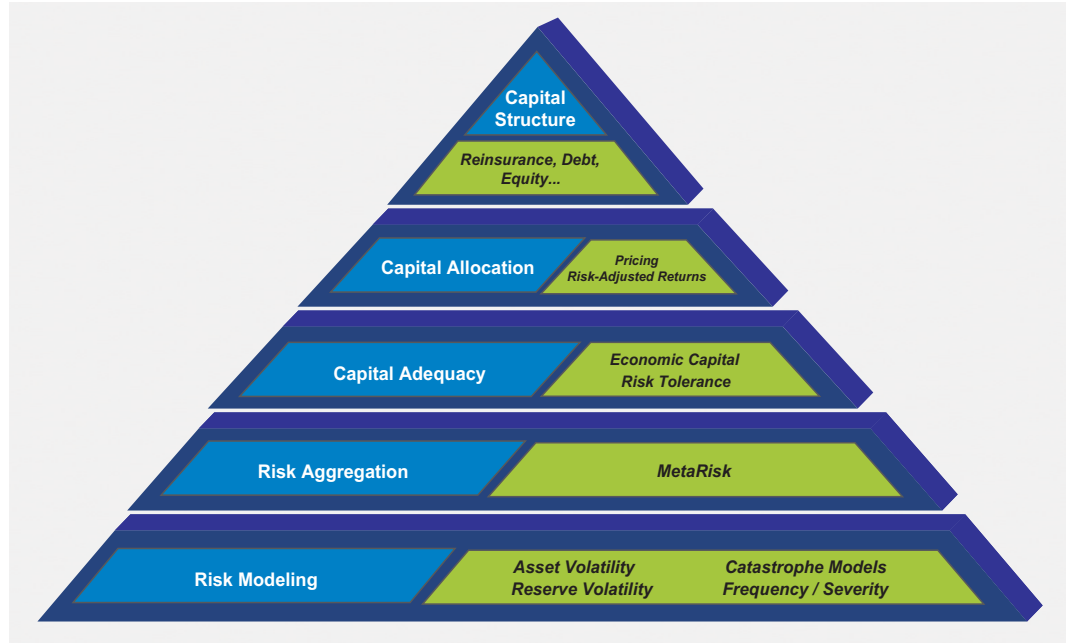 Capital
Structure
Reinsurance, Debt,
Equity...
Capital Allocation
Pricing
Risk-Adjusted Returns
Capital Adequacy
Economic Capital
Risk Tolerance
Risk Aggregation
MetaRisk
Risk Modeling
Asset Volatility
Reserve Volatility
Catastrophe Models
Frequency / Severity